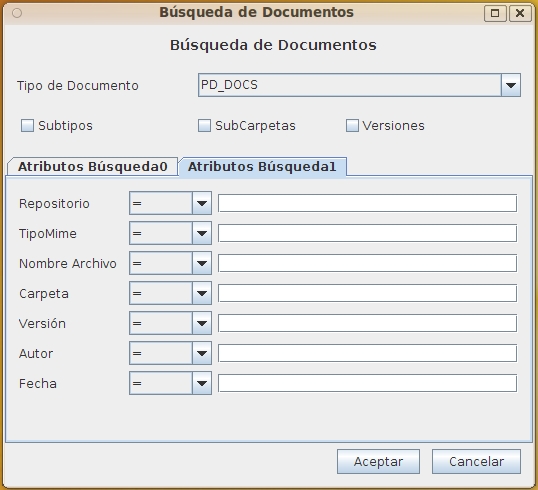 Búsqueda de Documentos
Búsqueda de Documentos
Tipo de Documento PD_DOCS
Subtipos SubCarpetas Versiones
Atributos Búsqueda0 Atributos Búsqueda1
Repositorio =
TipoMime =
Nombre Archivo =
Carpeta =
Versión =
Autor =
Fecha =
Aceptar Cancelar